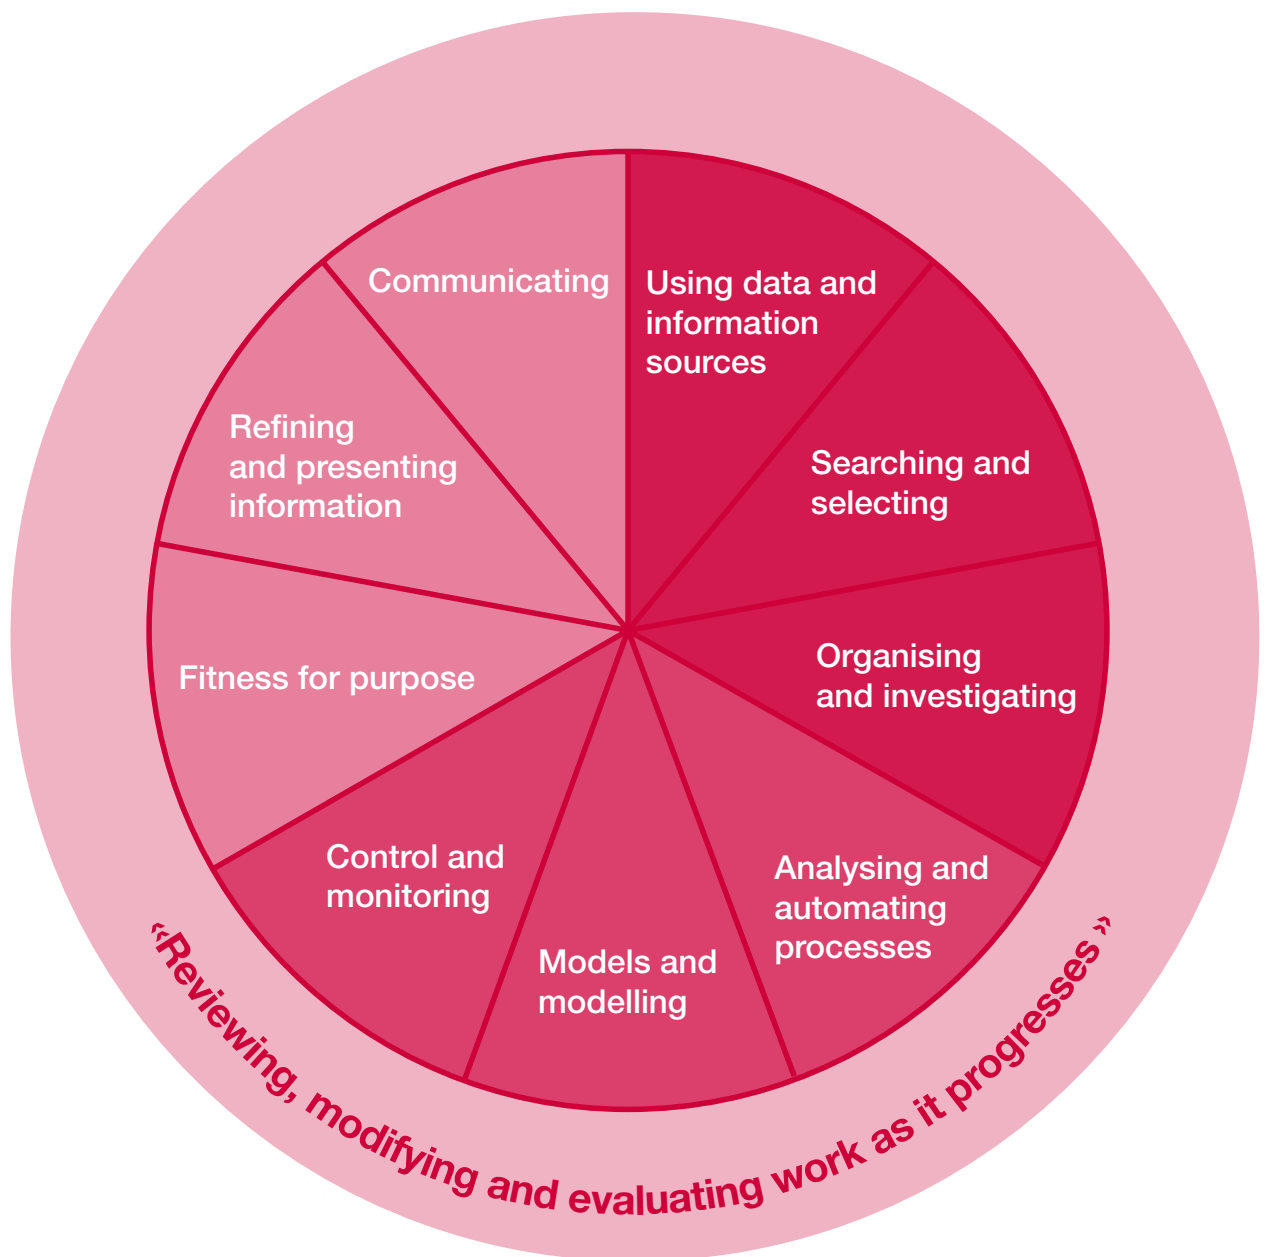 Communicating
Using data and
information
sources
Searching and
selecting
Organising
and investigating
Analysing and
automating
processes
Models and
modelling
Control and
monitoring
Fitness for purpose
Refining
and presenting
information
«Reviewing, modifying and evaluating work as it progresses »